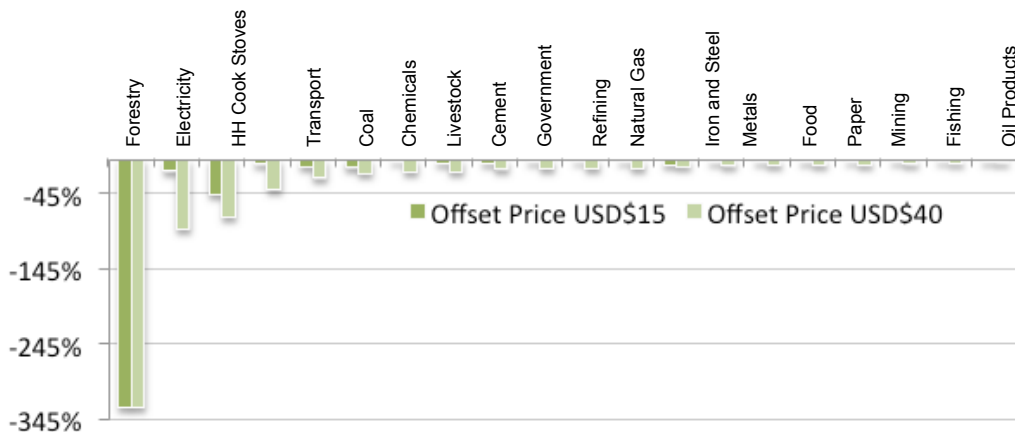 Forestry
Electricity
HH Cook Stoves
Transport
Coal
Chemicals
Livestock
Cement
Government
Refining
Natural Gas
Iron and Steel
Metals
Food
Paper
Mining
Fishing
Oil Products
-45%
Offset Price USD$15 Offset Price USD$40
-145%
-245%
-345%